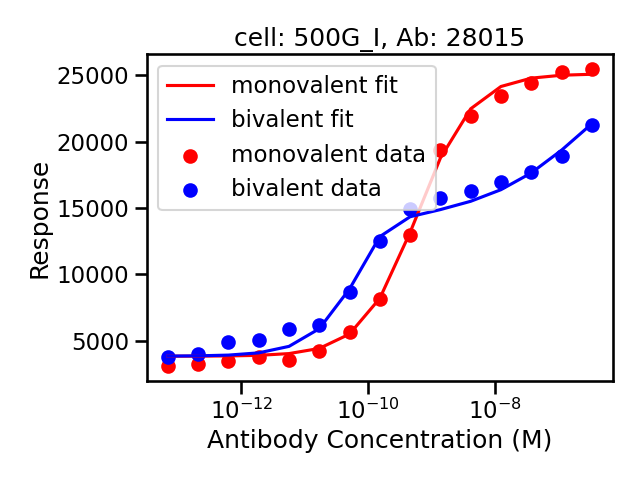 cell: 500G_I, Ab: 28015
monovalent fit
bivalent fit
monovalent data
bivalent data
Response
25000
20000
15000
10000
5000
10⁻¹² 10⁻¹⁰ 10⁻⁸
Antibody Concentration (M)